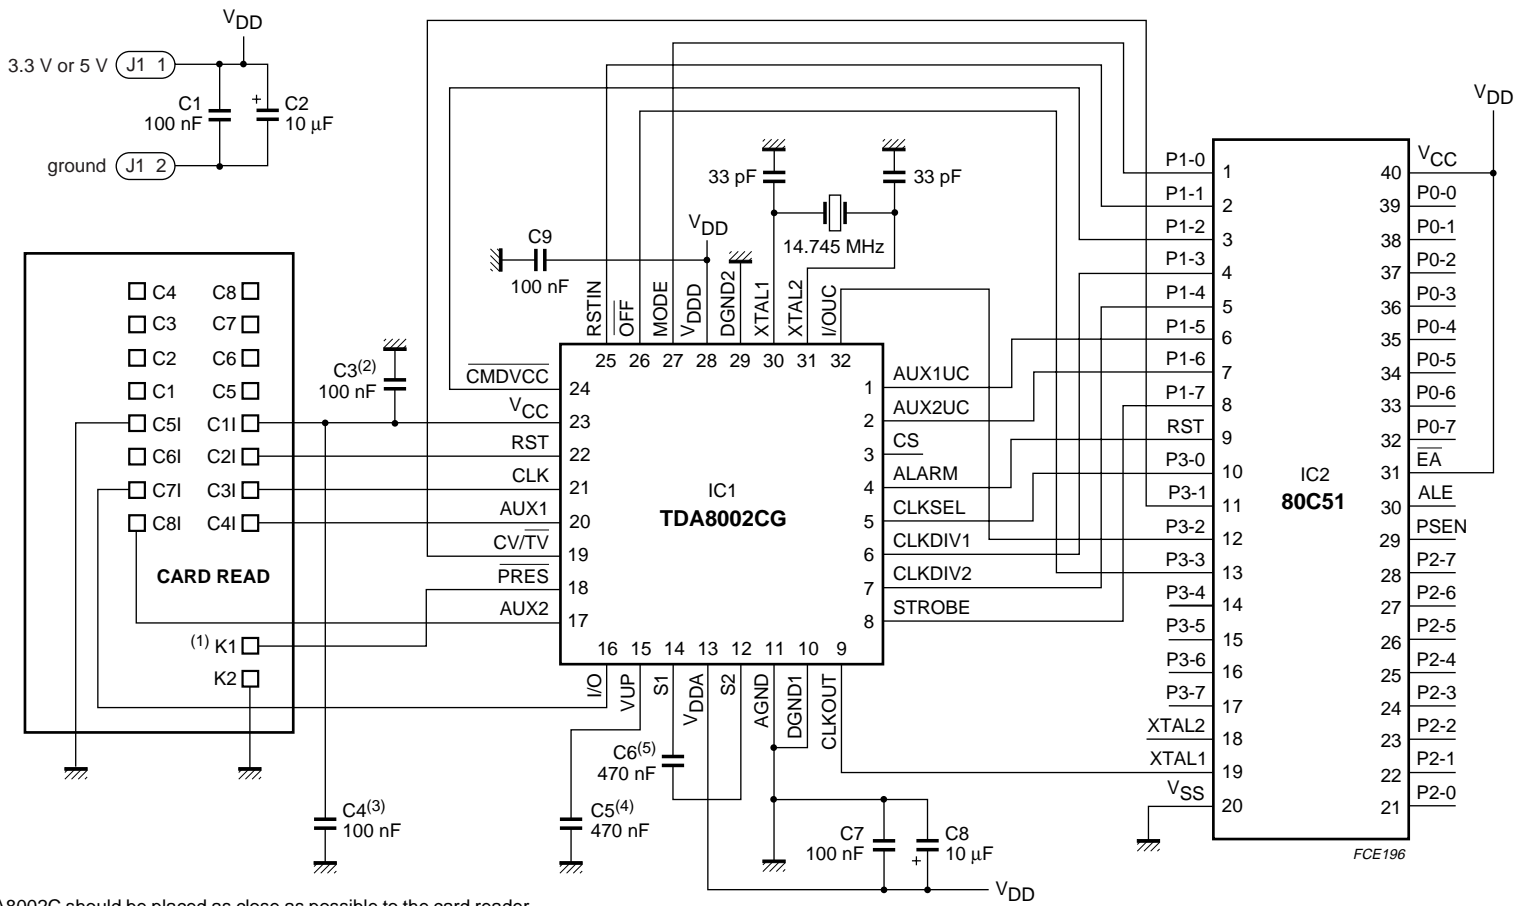 VDD
3.3 V or 5 V
J1 1
C1
100 nF
+
C2
10 μF
ground
J1 2
33 pF
33 pF
14.745 MHz
VDD
C9
100 nF
RSTIN
OFF
MODE
VDDD
DGND2
XTAL1
XTAL2
I/OUC
25 26 27 28 29 30 31 32
C4 C8
C3 C7
C2 C6
C1 C5
C5I C1I
C6I C2I
C7I C3I
C8I C4I
CARD READ
(1) K1
K2
C3(2)
100 nF
C4(3)
100 nF
CMDVCC 24
VCC 23
RST 22
CLK 21
AUX1 20
CV/TV 19
PRES 18
AUX2 17
IC1
TDA8002CG
1 AUX1UC
2 AUX2UC
3 CS
4 ALARM
5 CLKSEL
6 CLKDIV1
7 CLKDIV2
8 STROBE
16 15 14 13 12 11 10 9
I/O
VUP
S1
VDDA
S2
AGND
DGND1
CLKOUT
C6(5)
470 nF
C5(4)
470 nF
C7
100 nF
+
C8
10 μF
VDD
VDD
P1-0 1
P1-1 2
P1-2 3
P1-3 4
P1-4 5
P1-5 6
P1-6 7
P1-7 8
RST 9
P3-0 10
P3-1 11
P3-2 12
P3-3 13
P3-4 14
P3-5 15
P3-6 16
P3-7 17
XTAL2 18
XTAL1 19
VSS 20
IC2
80C51
40 VCC
39 P0-0
38 P0-1
37 P0-2
36 P0-3
35 P0-4
34 P0-5
33 P0-6
32 P0-7
31 EA
30 ALE
29 PSEN
28 P2-7
27 P2-6
26 P2-5
25 P2-4
24 P2-3
23 P2-2
22 P2-1
21 P2-0
FCE196
A8002C should be placed as close as possible to the card reader